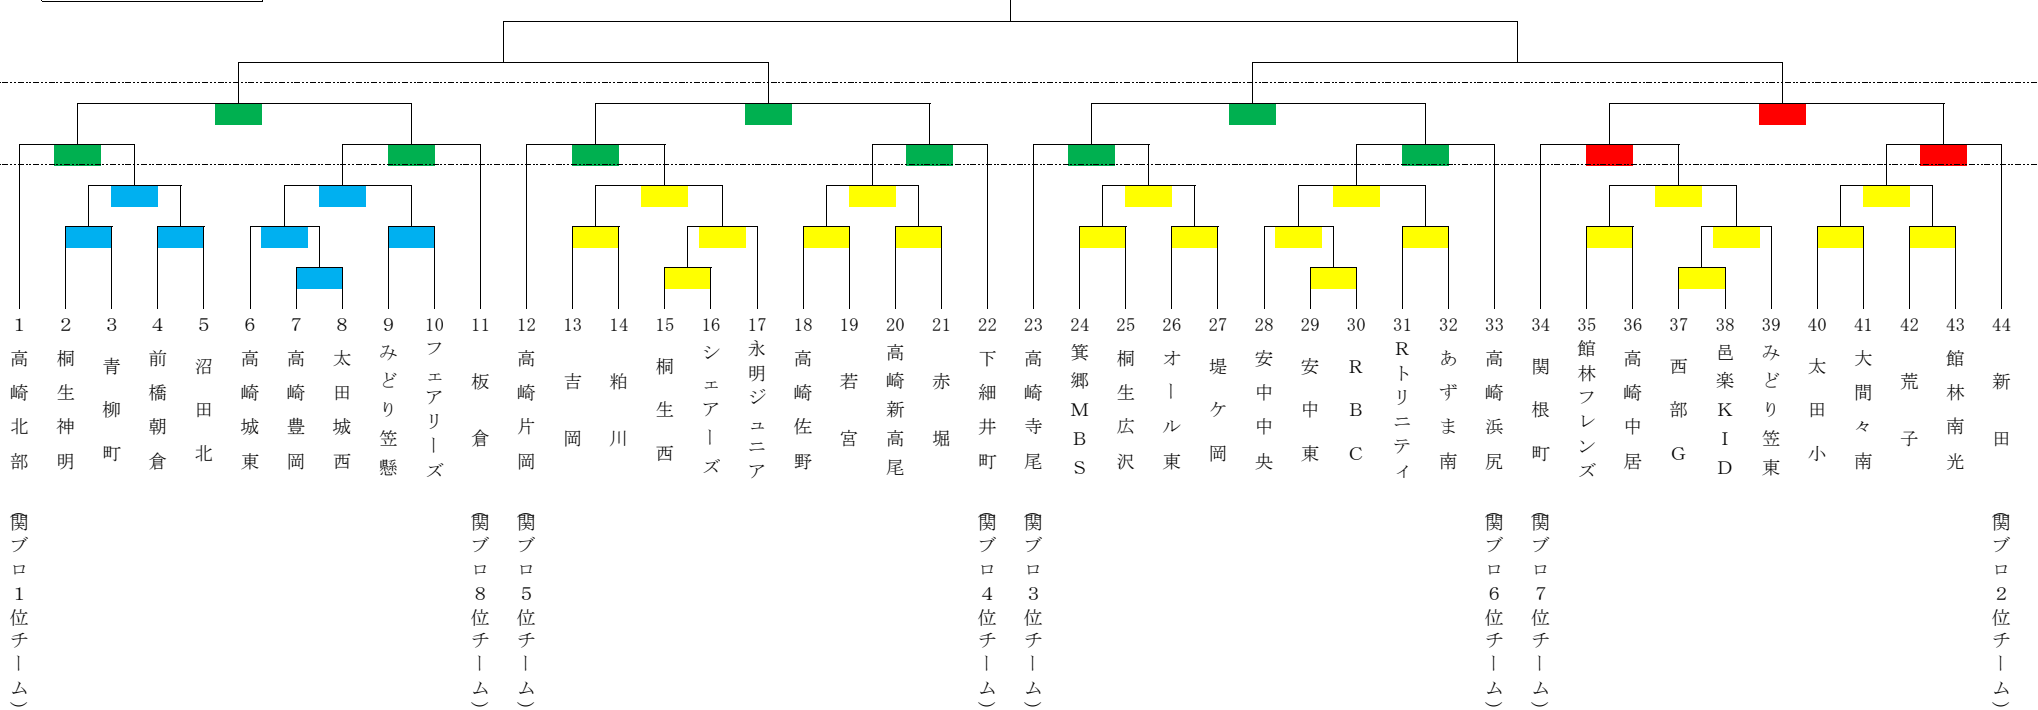 1 高崎北部 (関ブロ1位チーム)
2 桐生神明
3 青柳町
4 前橋朝倉
5 沼田北
6 高崎城東
7 高崎豊岡
8 太田城西
9 みどり笠懸
10 フェアリーズ
11 板倉 (関ブロ8位チーム)
12 高崎片岡 (関ブロ5位チーム)
13 吉岡
14 粕川
15 桐生西
16 シェアーズ
17 永明ジュニア
18 高崎佐野
19 若宮
20 高崎新高尾
21 赤堀
22 下細井町 (関ブロ4位チーム)
23 高崎寺尾 (関ブロ3位チーム)
24 箕郷MBS
25 桐生広沢
26 オール東
27 堤ケ岡
28 安中中央
29 安中東
30 RBC
31 Rトリニティ
32 あずま南
33 高崎浜尻 (関ブロ6位チーム)
34 関根町 (関ブロ7位チーム)
35 館林フレンズ
36 高崎中居
37 西部G
38 邑楽KID
39 みどり笠東
40 太田小
41 大間々南
42 荒子
43 館林南光
44 新田 (関ブロ2位チーム)